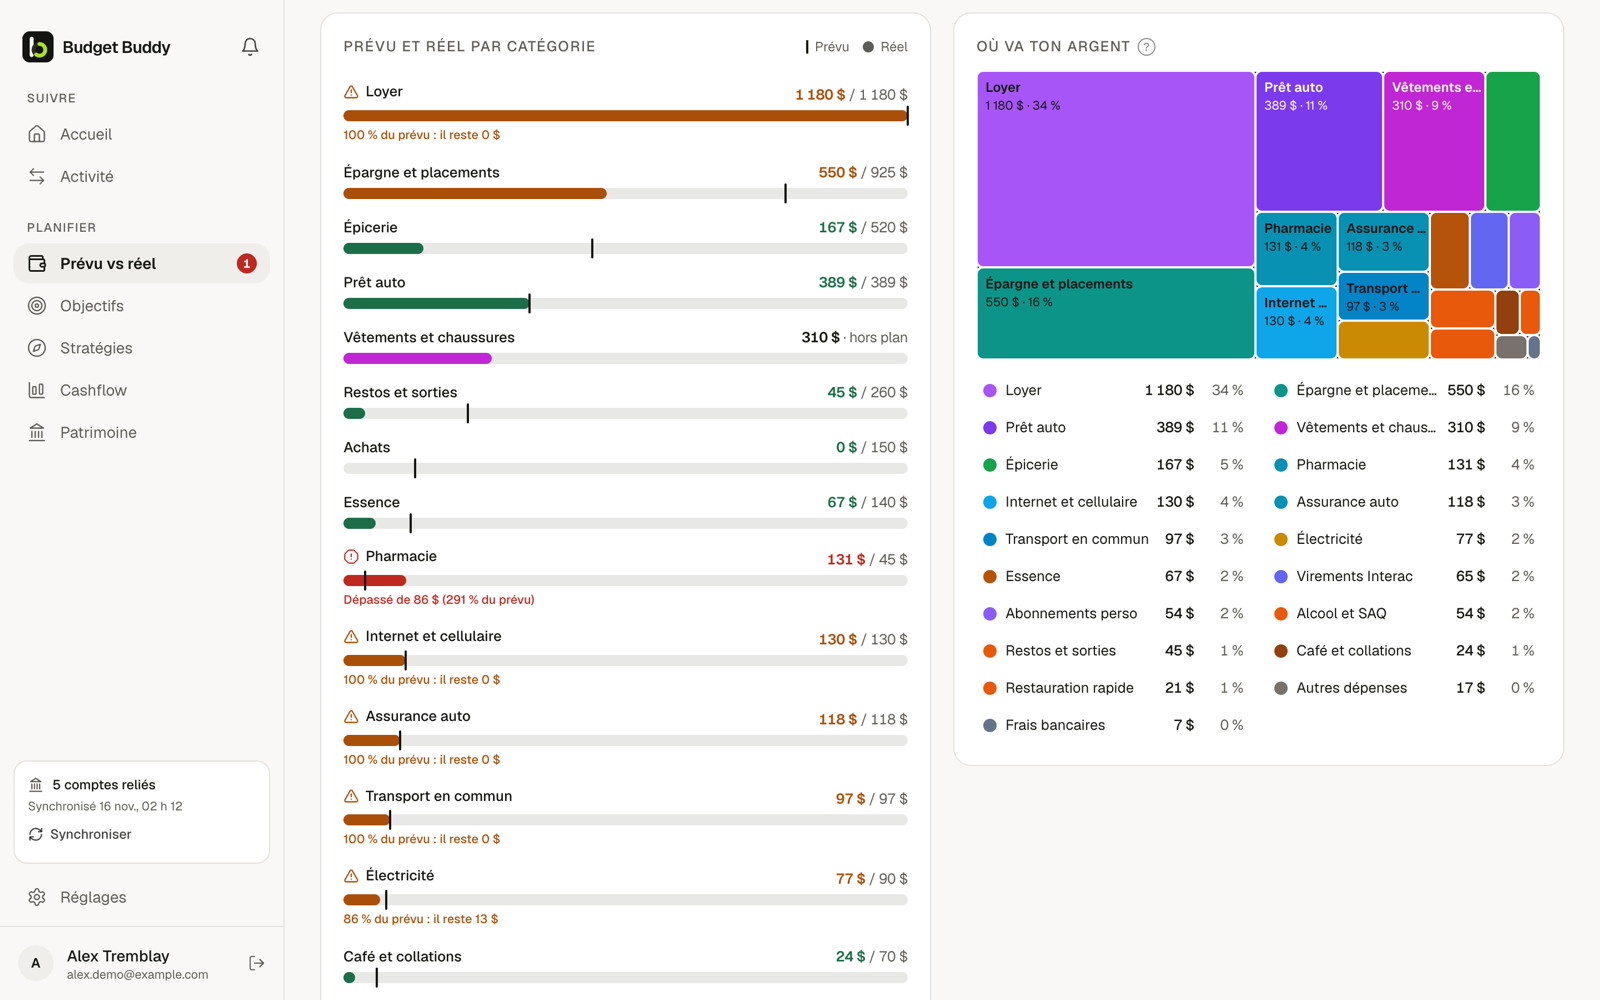 Budget Buddy
SUIVRE
Accueil
Activité
PLANIFIER
Prévu vs réel
1
Objectifs
Stratégies
Cashflow
Patrimoine
5 comptes reliés
Synchronisé 16 nov., 02 h 12
Synchroniser
Réglages
A
Alex Tremblay
alex.demo@example.com
PRÉVU ET RÉEL PAR CATÉGORIE
Prévu
Réel
Loyer
1 180 $ / 1 180 $
100 % du prévu : il reste 0 $
Épargne et placements
550 $ / 925 $
Épicerie
167 $ / 520 $
Prêt auto
389 $ / 389 $
Vêtements et chaussures
310 $ · hors plan
Restos et sorties
45 $ / 260 $
Achats
0 $ / 150 $
Essence
67 $ / 140 $
Pharmacie
131 $ / 45 $
Dépassé de 86 $ (291 % du prévu)
Internet et cellulaire
130 $ / 130 $
100 % du prévu : il reste 0 $
Assurance auto
118 $ / 118 $
100 % du prévu : il reste 0 $
Transport en commun
97 $ / 97 $
100 % du prévu : il reste 0 $
Électricité
77 $ / 90 $
86 % du prévu : il reste 13 $
Café et collations
24 $ / 70 $
OÙ VA TON ARGENT ?
Loyer
1 180 $ · 34 %
Prêt auto
389 $ · 11 %
Vêtements e...
310 $ · 9 %
Épargne et placements
550 $ · 16 %
Pharmacie
131 $ · 4 %
Assurance ...
118 $ · 3 %
Internet ...
130 $ · 4 %
Transport ...
97 $ · 3 %
Loyer 1 180 $ 34 %
Épargne et placeme... 550 $ 16 %
Prêt auto 389 $ 11 %
Vêtements et chaus... 310 $ 9 %
Épicerie 167 $ 5 %
Pharmacie 131 $ 4 %
Internet et cellulaire 130 $ 4 %
Assurance auto 118 $ 3 %
Transport en commun 97 $ 3 %
Électricité 77 $ 2 %
Essence 67 $ 2 %
Virements Interac 65 $ 2 %
Abonnements perso 54 $ 2 %
Alcool et SAQ 54 $ 2 %
Restos et sorties 45 $ 1 %
Café et collations 24 $ 1 %
Restauration rapide 21 $ 1 %
Autres dépenses 17 $ 0 %
Frais bancaires 7 $ 0 %